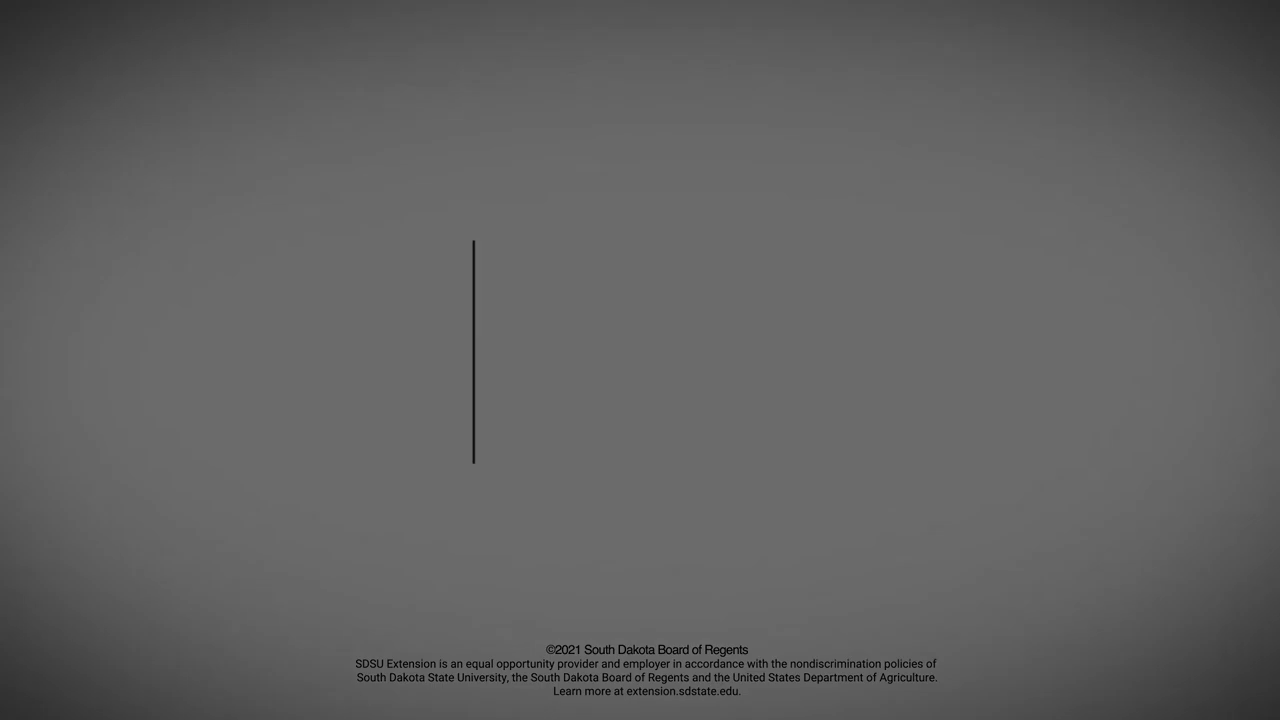 ©2021 South Dakota Board of Regents
SDSU Extension is an equal opportunity provider and employer in accordance with the nondiscrimination policies of
South Dakota State University, the South Dakota Board of Regents and the United States Department of Agriculture.
Learn more at extension.sdstate.edu.